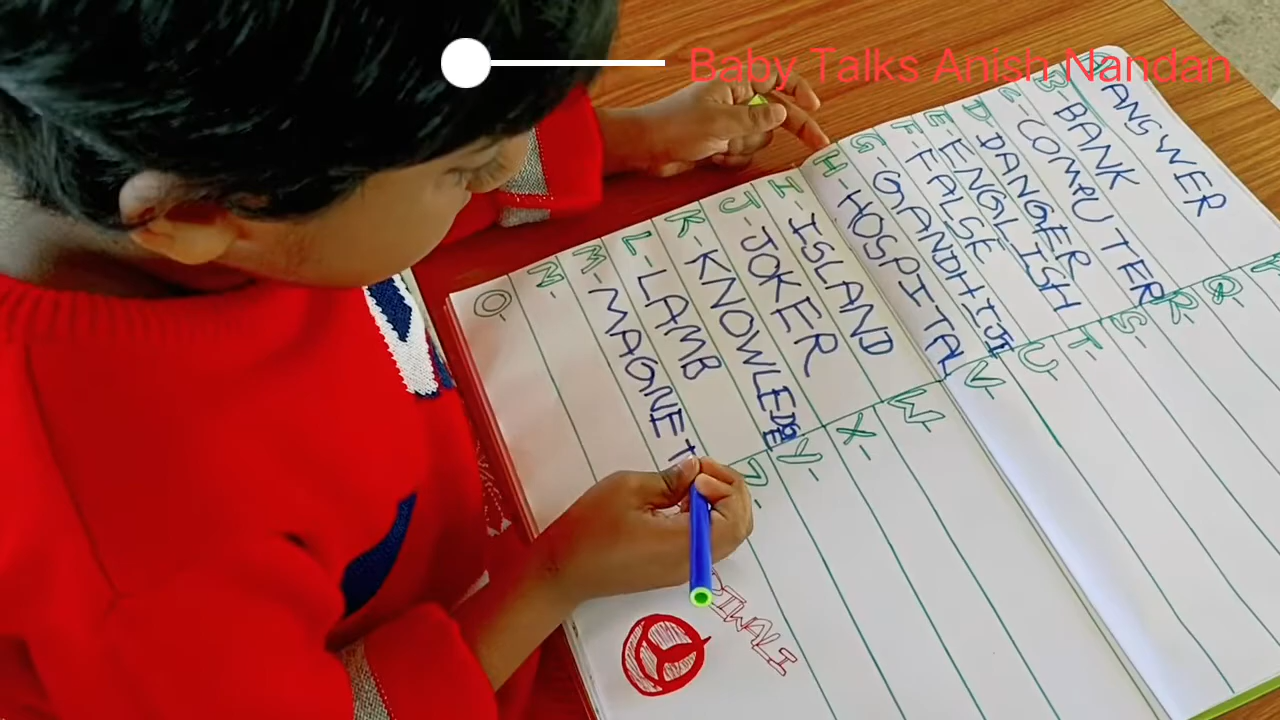 Baby Talks Anish Nandan
A ANSWER
B- BANK
C- COMPUTER
D- DANGER
E- ENGLISH
F- FALSE
G- GANDHIJI
H- HOSPITAL
I- ISLAND
J- JOKER
K- KNOWLEDGE
L- LAMB
M- MAGNET
N-
O-
Q-
R-
S-
T-
U-
V-
W-
X-
Y-
Z-
DIWALI